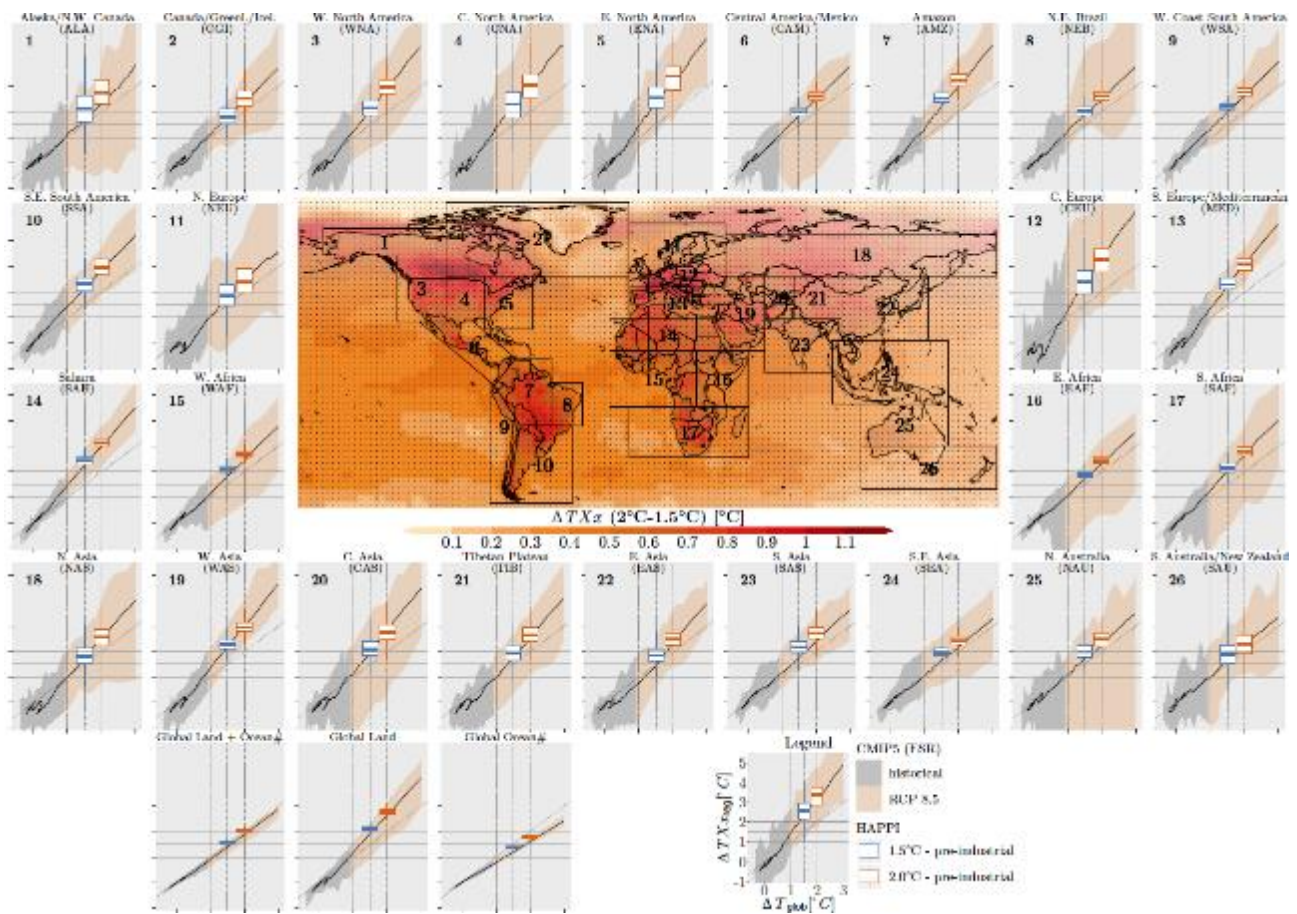 Alaska/N.W. Canada
(ALA)
1
Canada/Greenl./Icel.
(CGI)
2
W. North America
(WNA)
3
C. North America
(CNA)
4
E. North America
(ENA)
5
Central America/Mexico
(CAM)
6
Amazon
(AMZ)
7
N.E. Brazil
(NEB)
8
W. Coast South America
(WSA)
9
S.E. South America
(SSA)
10
N. Europe
(NEU)
11
C. Europe
(CEU)
12
S. Europe/Mediterranean
(MED)
13
Sahara
(SAH)
14
W. Africa
(WAF)
15
E. Africa
(EAF)
16
S. Africa
(SAF)
17
1
2
3
4
5
6
7
8
9
10
14
15
16
17
18
19
21
22
23
24
25
26
ΔTXx (2°C-1.5°C) [°C]
0.1 0.2 0.3 0.4 0.5 0.6 0.7 0.8 0.9 1 1.1
N. Asia
(NAS)
18
W. Asia
(WAS)
19
C. Asia
(CAS)
20
Tibetan Plateau
(TIB)
21
E. Asia
(EAS)
22
S. Asia
(SAS)
23
S.E. Asia
(SEA)
24
N. Australia
(NAU)
25
S. Australia/New Zealand
(SAU)
26
Global Land + Ocean#
Global Land
Global Ocean#
Legend
5
4
3
2
1
0
-1
ΔTXx [°C]
0 1 2 3
ΔTglob[°C]
CMIP5 (ESR)
historical
RCP 8.5
HAPPI
1.5°C - pre-industrial
2.0°C - pre-industrial